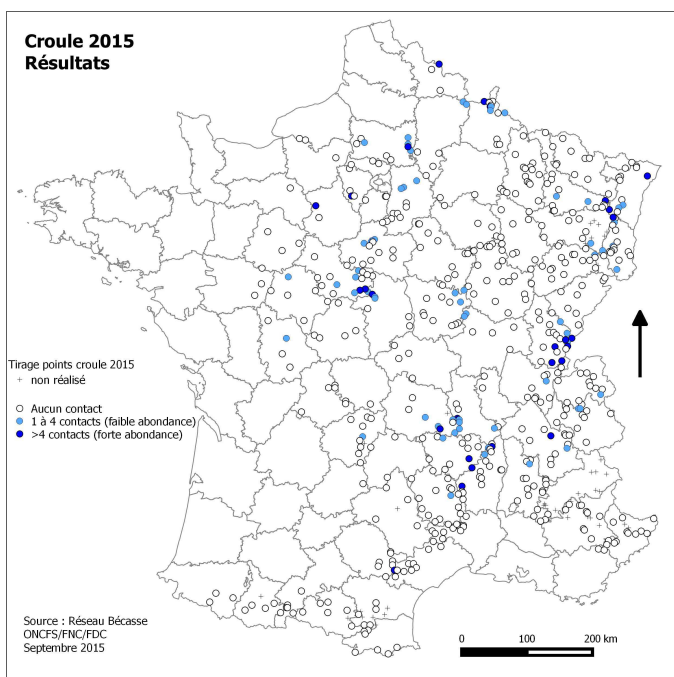 Croule 2015
Résultats
Tirage points croule 2015
non réalisé
Aucun contact
1 à 4 contacts (faible abondance)
>4 contacts (forte abondance)
Source : Réseau Bécasse
ONCFS/FNC/FDC
Septembre 2015
0 100 200 km